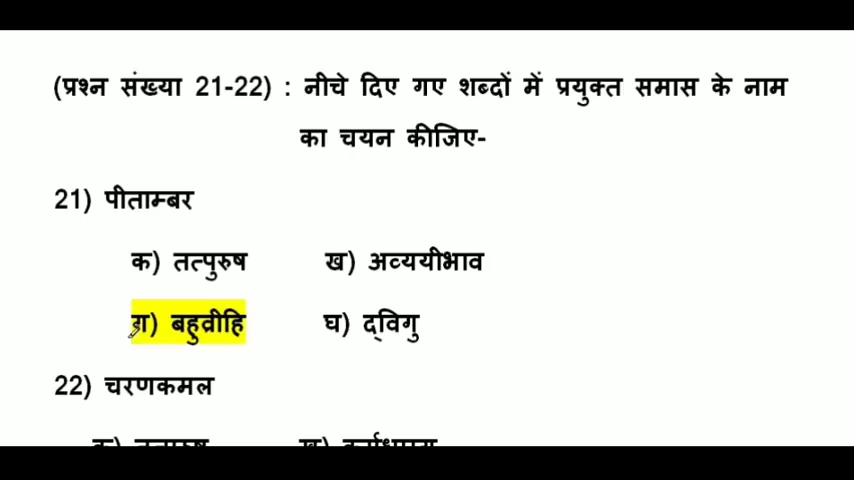 (प्रश्न संख्या 21-22) : नीचे दिए गए शब्दों में प्रयुक्त समास के नाम
का चयन कीजिए-
21) पीताम्बर
क) तत्पुरुष ख) अव्ययीभाव
ग) बहुव्रीहि घ) द्‌विगु
22) चरणकमल